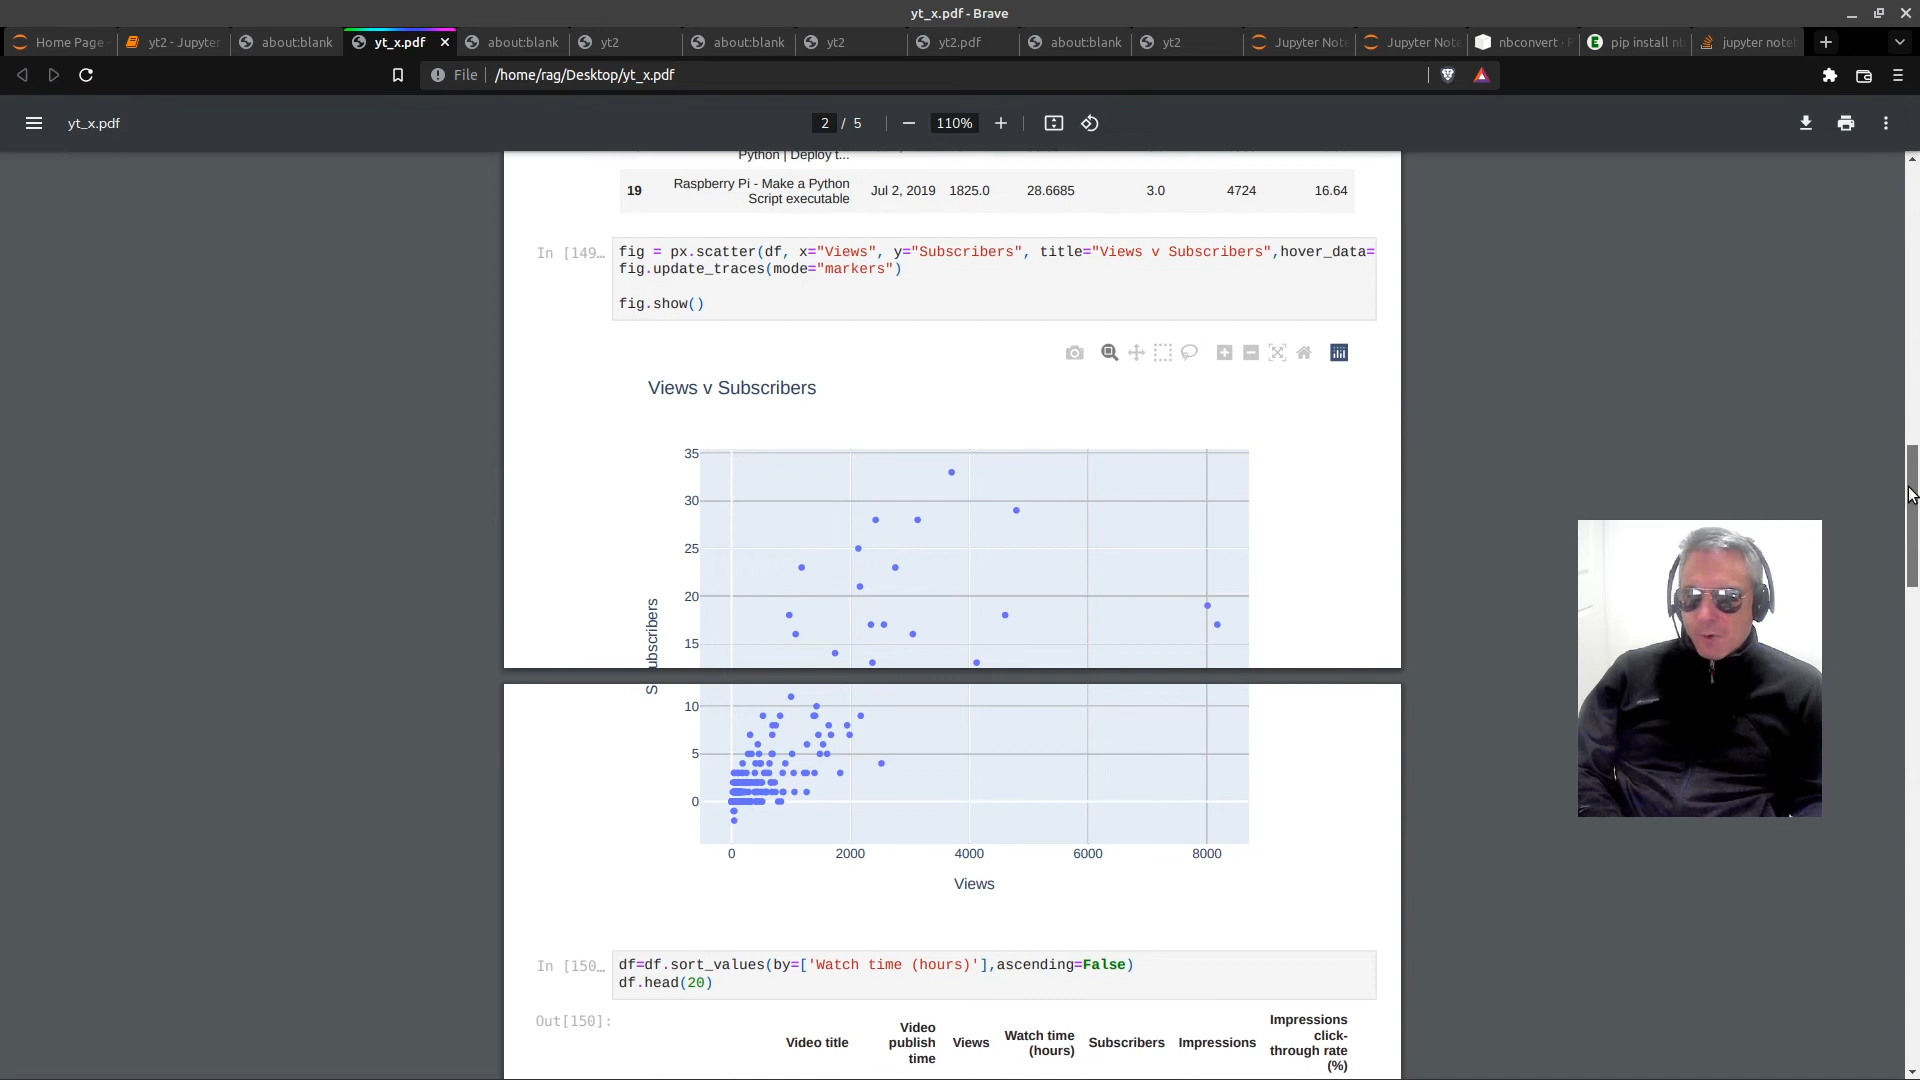 yt_x.pdf - Brave
Home Page
yt2 - Jupyter
about:blank
yt_x.pdf
about:blank
yt2
about:blank
yt2
yt2.pdf
about:blank
yt2
Jupyter Note
Jupyter Note
nbconvert ·
pip install nb
jupyter note
File
/home/rag/Desktop/yt_x.pdf
yt_x.pdf
2 / 5
110%
Python | Deploy t...
19 Raspberry Pi - Make a Python Jul 2, 2019 1825.0 28.6685 3.0 4724 16.64
Script executable
In [149…
fig = px.scatter(df, x="Views", y="Subscribers", title="Views v Subscribers",hover_data=
fig.update_traces(mode="markers")
fig.show()
Views v Subscribers
35
30
25
20
15
10
5
0
Subscribers
0 2000 4000 6000 8000
Views
In [150…
df=df.sort_values(by=['Watch time (hours)'],ascending=False)
df.head(20)
Out[150]:
Video title
Video
publish
time
Views
Watch time
(hours)
Subscribers
Impressions
Impressions
click-
through rate
(%)